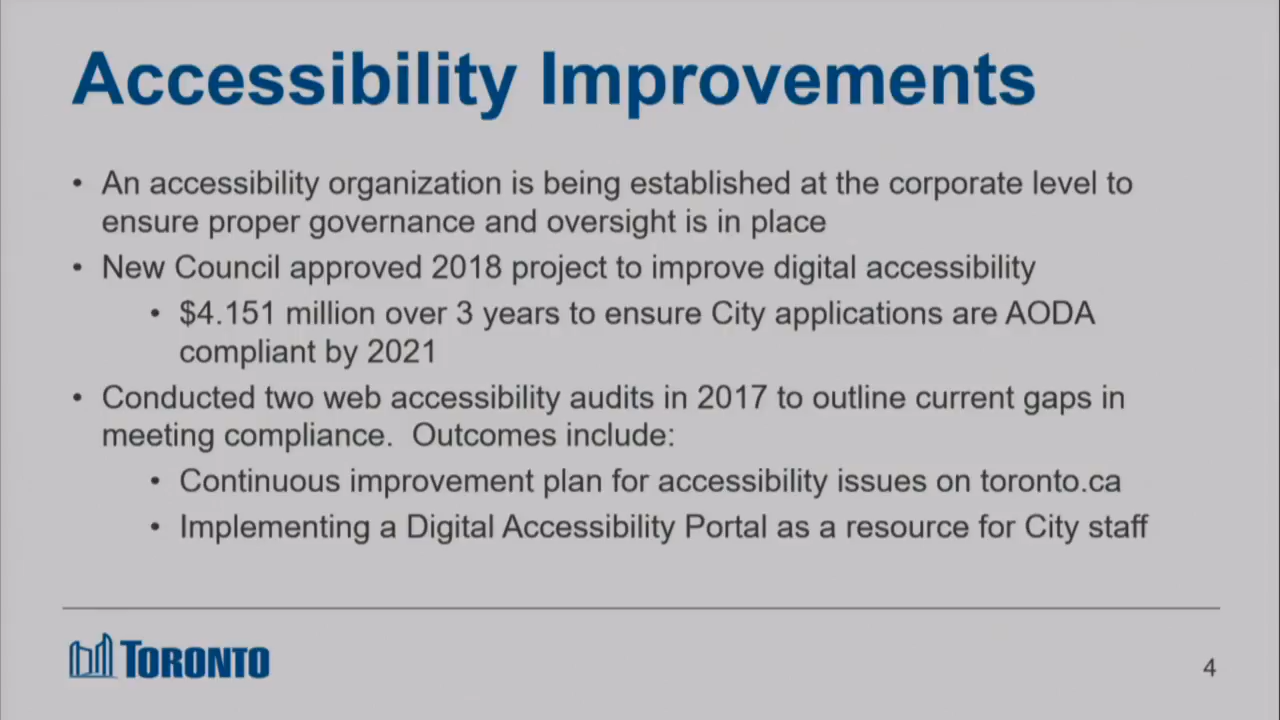 Accessibility Improvements
• An accessibility organization is being established at the corporate level to
ensure proper governance and oversight is in place
• New Council approved 2018 project to improve digital accessibility
• $4.151 million over 3 years to ensure City applications are AODA
compliant by 2021
• Conducted two web accessibility audits in 2017 to outline current gaps in
meeting compliance.  Outcomes include:
• Continuous improvement plan for accessibility issues on toronto.ca
• Implementing a Digital Accessibility Portal as a resource for City staff
TORONTO
4